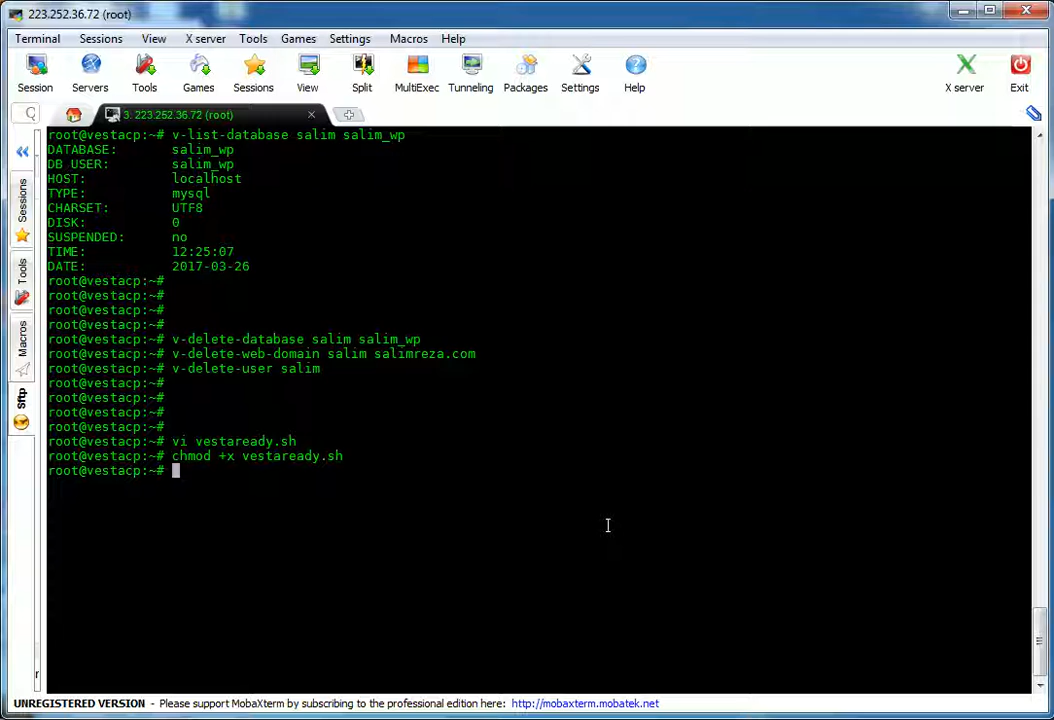 223.252.36.72 (root)
Terminal Sessions View X server Tools Games Settings Macros Help
Session Servers Tools Games Sessions View Split MultiExec Tunneling Packages Settings Help X server Exit
3: 223.252.36.72 (root)
Sessions
Tools
Macros
Sftp
root@vestacp:~# v-list-database salim salim_wp
DATABASE: salim_wp
DB USER: salim_wp
HOST: localhost
TYPE: mysql
CHARSET: UTF8
DISK: 0
SUSPENDED: no
TIME: 12:25:07
DATE: 2017-03-26
root@vestacp:~#
root@vestacp:~#
root@vestacp:~#
root@vestacp:~#
root@vestacp:~# v-delete-database salim salim_wp
root@vestacp:~# v-delete-web-domain salim salimreza.com
root@vestacp:~# v-delete-user salim
root@vestacp:~#
root@vestacp:~#
root@vestacp:~#
root@vestacp:~#
root@vestacp:~# vi vestaready.sh
root@vestacp:~# chmod +x vestaready.sh
root@vestacp:~#
UNREGISTERED VERSION - Please support MobaXterm by subscribing to the professional edition here: http://mobaxterm.mobatek.net